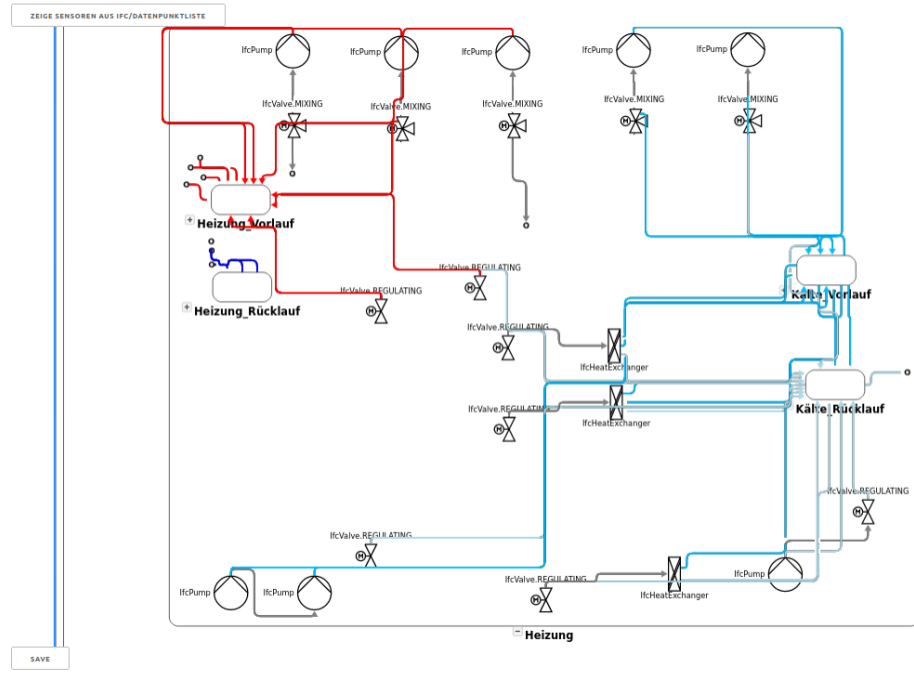 ZEIGE SENSOREN AUS IFC/DATENPUNKTLISTE
IfcPump
IfcPump
IfcPump
IfcPump
IfcPump
IfcValve.MIXING
IfcValve.MIXING
IfcValve.MIXING
IfcValve.MIXING
IfcValve.MIXING
M
M
M
M
M
+ Heizung_Vorlauf
IfcValve.REGULATING
M
+ Kälte_Vorlauf
+ Heizung_Rücklauf
IfcValve.REGULATING
M
IfcValve.REGULATING
M
IfcHeatExchanger
IfcValve.REGULATING
M
IfcHeatExchanger
Kälte_Rücklauf
IfcValve.REGULATING
M
IfcValve.REGULATING
M
IfcPump
IfcPump
IfcValve.REGULATING
M
IfcHeatExchanger
IfcPump
− Heizung
SAVE